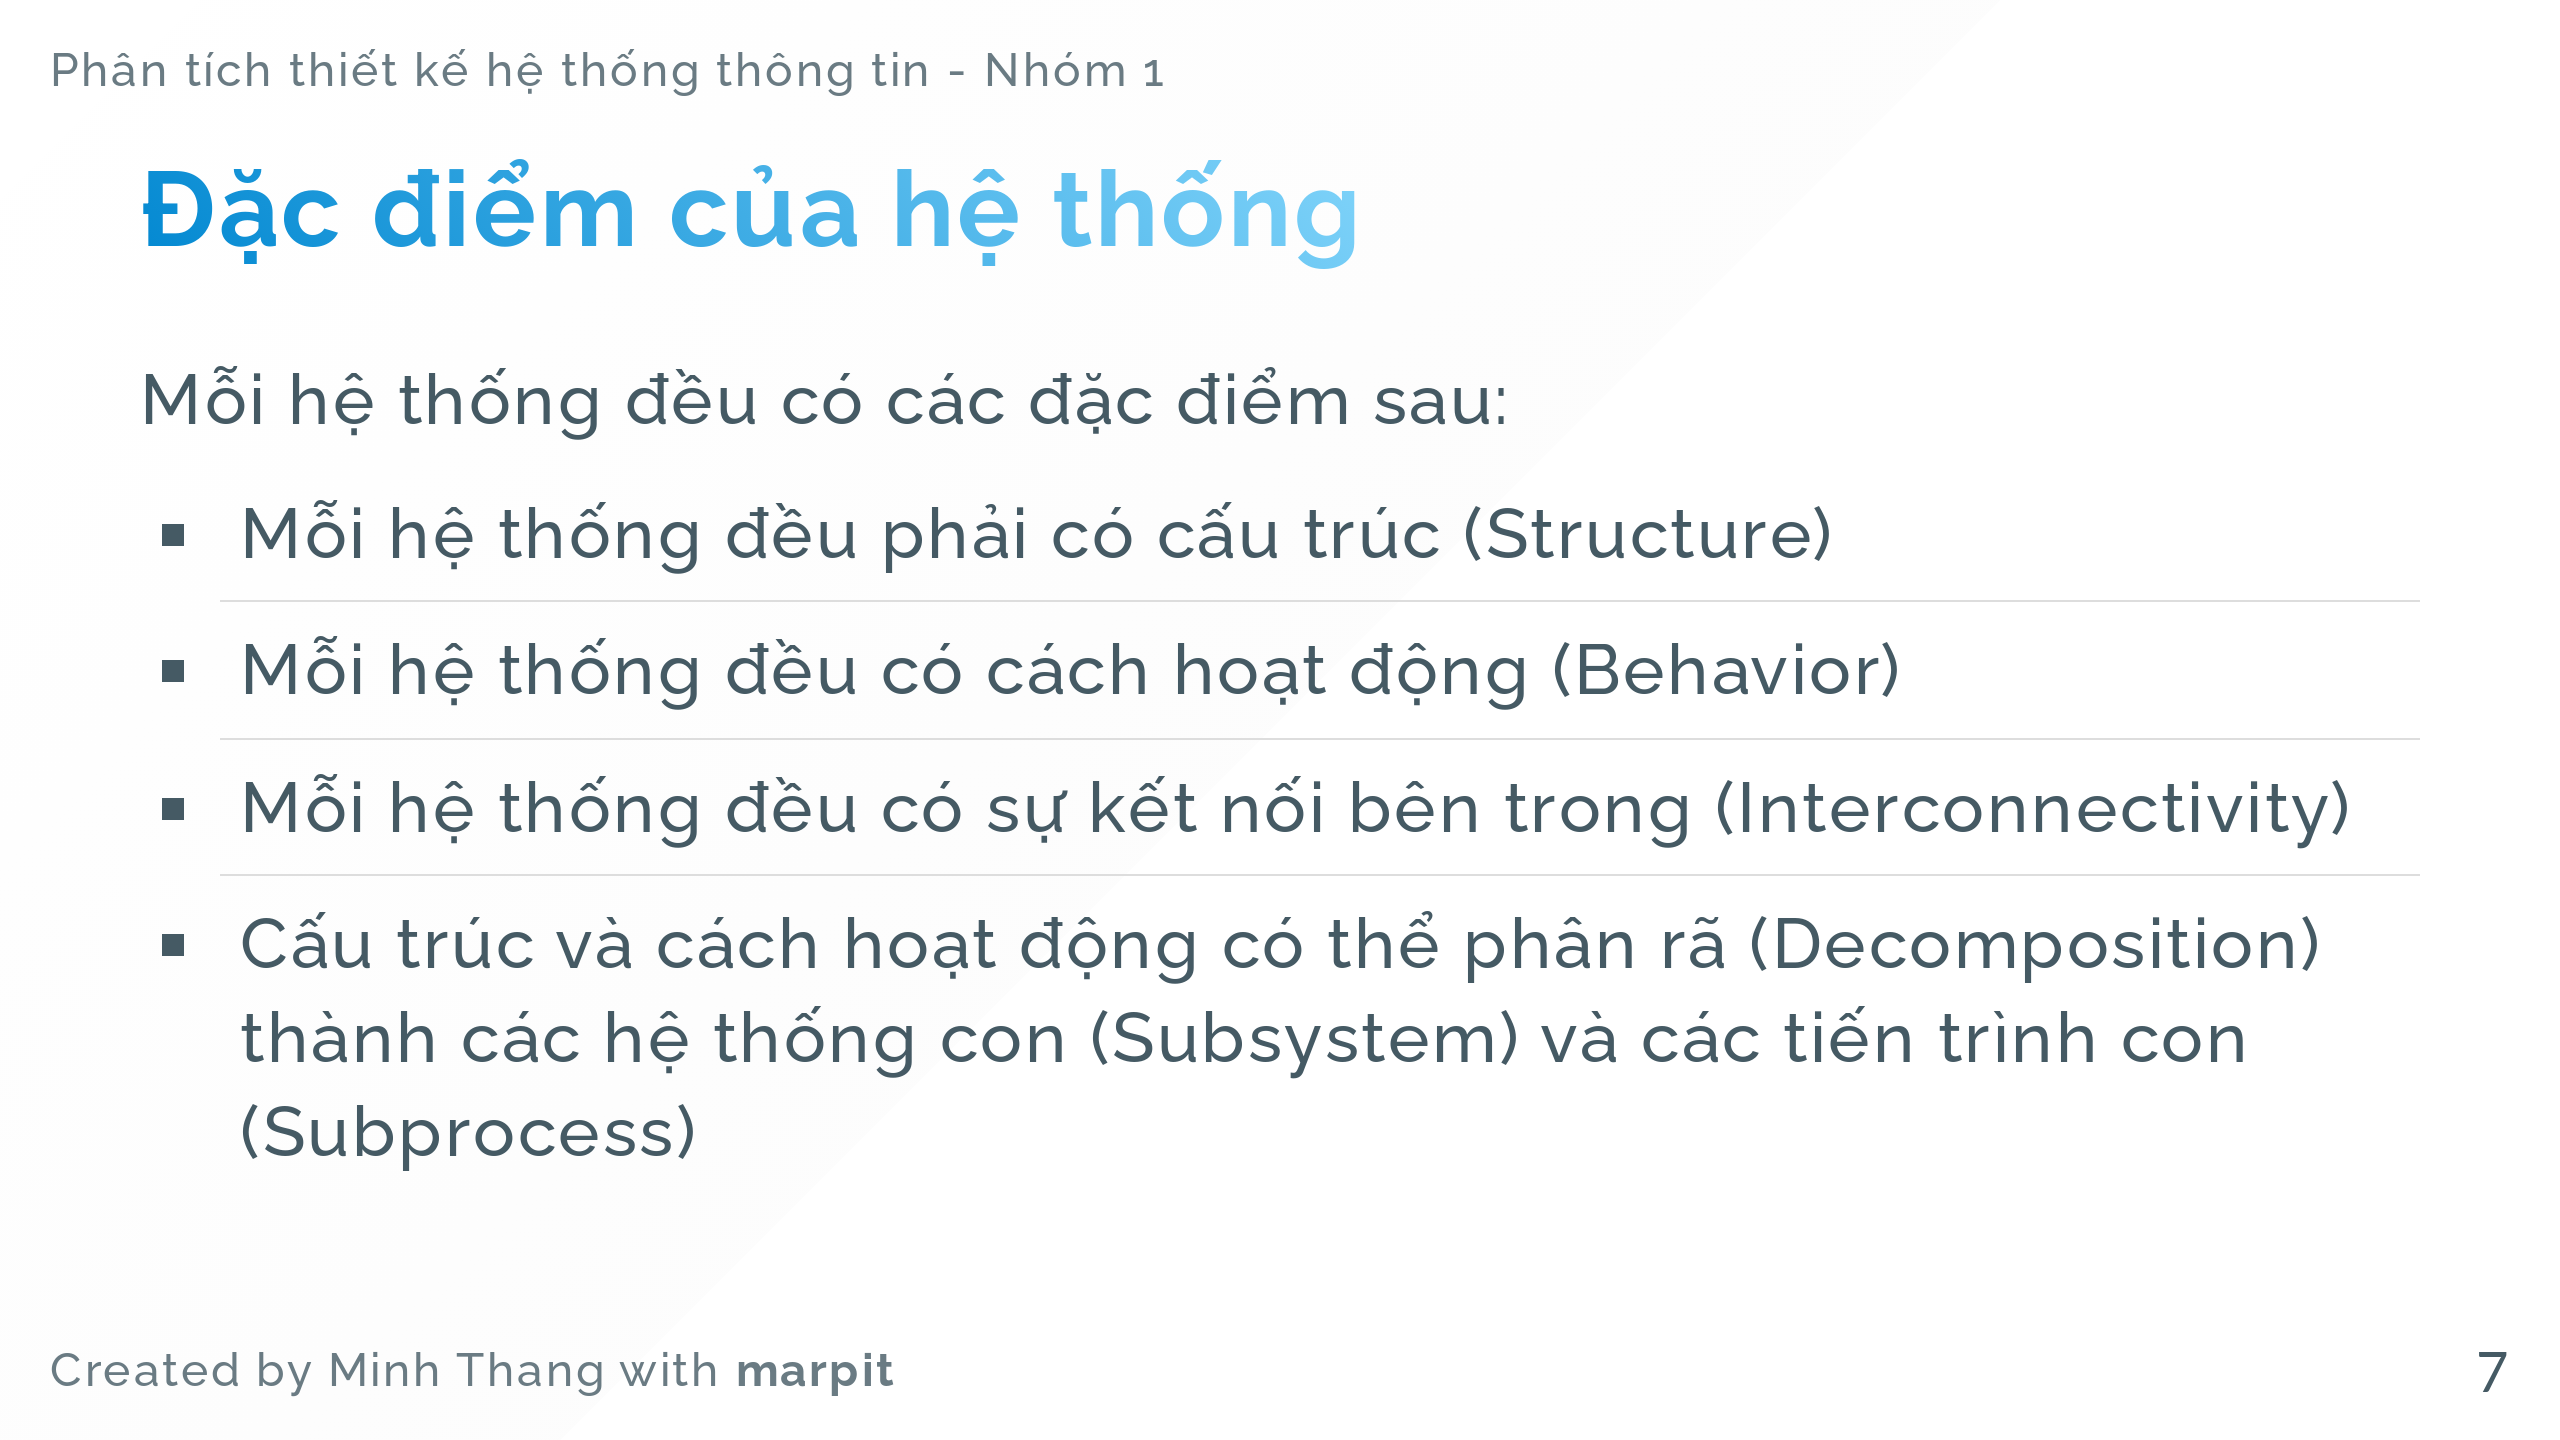 Phân tích thiết kế hệ thống thông tin - Nhóm 1
Đặc điểm của hệ thống
Mỗi hệ thống đều có các đặc điểm sau:
Mỗi hệ thống đều phải có cấu trúc (Structure)
Mỗi hệ thống đều có cách hoạt động (Behavior)
Mỗi hệ thống đều có sự kết nối bên trong (Interconnectivity)
Cấu trúc và cách hoạt động có thể phân rã (Decomposition)
thành các hệ thống con (Subsystem) và các tiến trình con
(Subprocess)
Created by Minh Thang with marpit
7